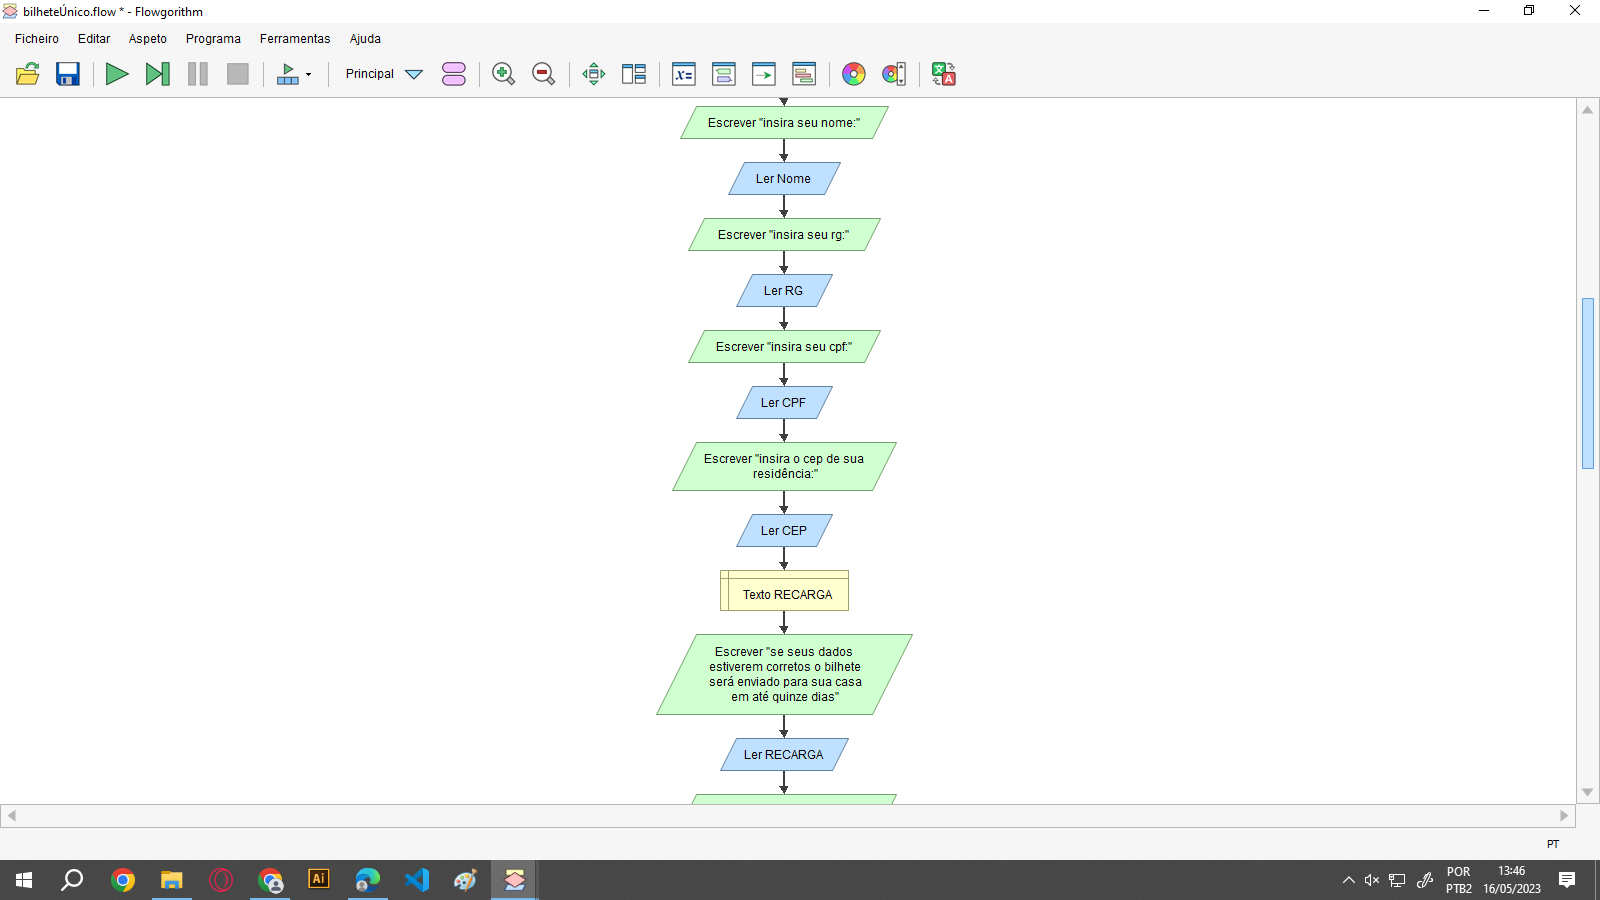 bilheteÚnico.flow * - Flowgorithm
Ficheiro Editar Aspeto Programa Ferramentas Ajuda
Principal
Escrever "insira seu nome:"
Ler Nome
Escrever "insira seu rg:"
Ler RG
Escrever "insira seu cpf:"
Ler CPF
Escrever "insira o cep de sua
residência:"
Ler CEP
Texto RECARGA
Escrever "se seus dados
estiverem corretos o bilhete
será enviado para sua casa
em até quinze dias"
Ler RECARGA
PT
Ai
POR
PTB2
13:46
16/05/2023